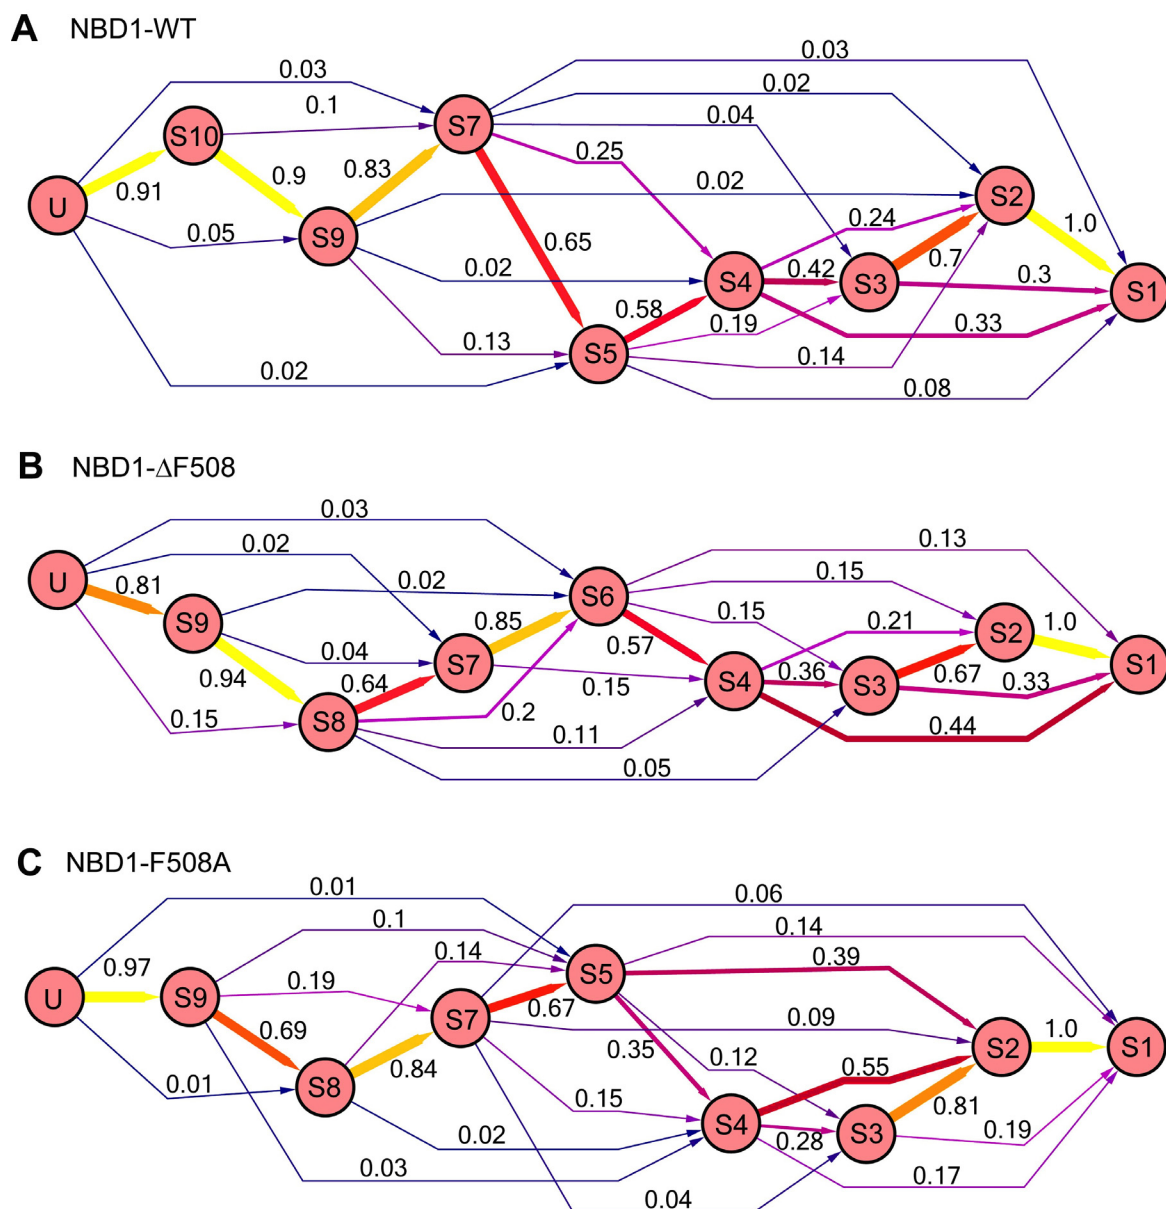 A NBD1-WT
0.03
0.03
0.02
0.1
0.04
S10
S7
0.25
0.83
0.9
0.91
0.02
U
S2
0.05
S9
0.24
1.0
0.65
0.02
0.42
0.7
0.3
S4
S3
S1
0.58
0.19
0.33
0.13
S5
0.14
0.02
0.08
B NBD1-ΔF508
0.03
0.02
0.13
U
0.81
0.02
0.15
S6
0.15
S9
0.85
0.21
1.0
S2
0.57
0.04
S7
0.36
S1
0.94
0.64
0.15
S4
S3
0.67
0.33
0.15
S8
0.2
0.11
0.44
0.05
C NBD1-F508A
0.01
0.06
0.1
0.14
0.14
0.39
0.97
S5
U
S9
0.19
0.67
S7
0.09
0.69
0.35
1.0
S2
S1
0.12
0.01
S8
0.84
0.55
0.15
0.81
S4
S3
0.02
0.28
0.19
0.03
0.17
0.04